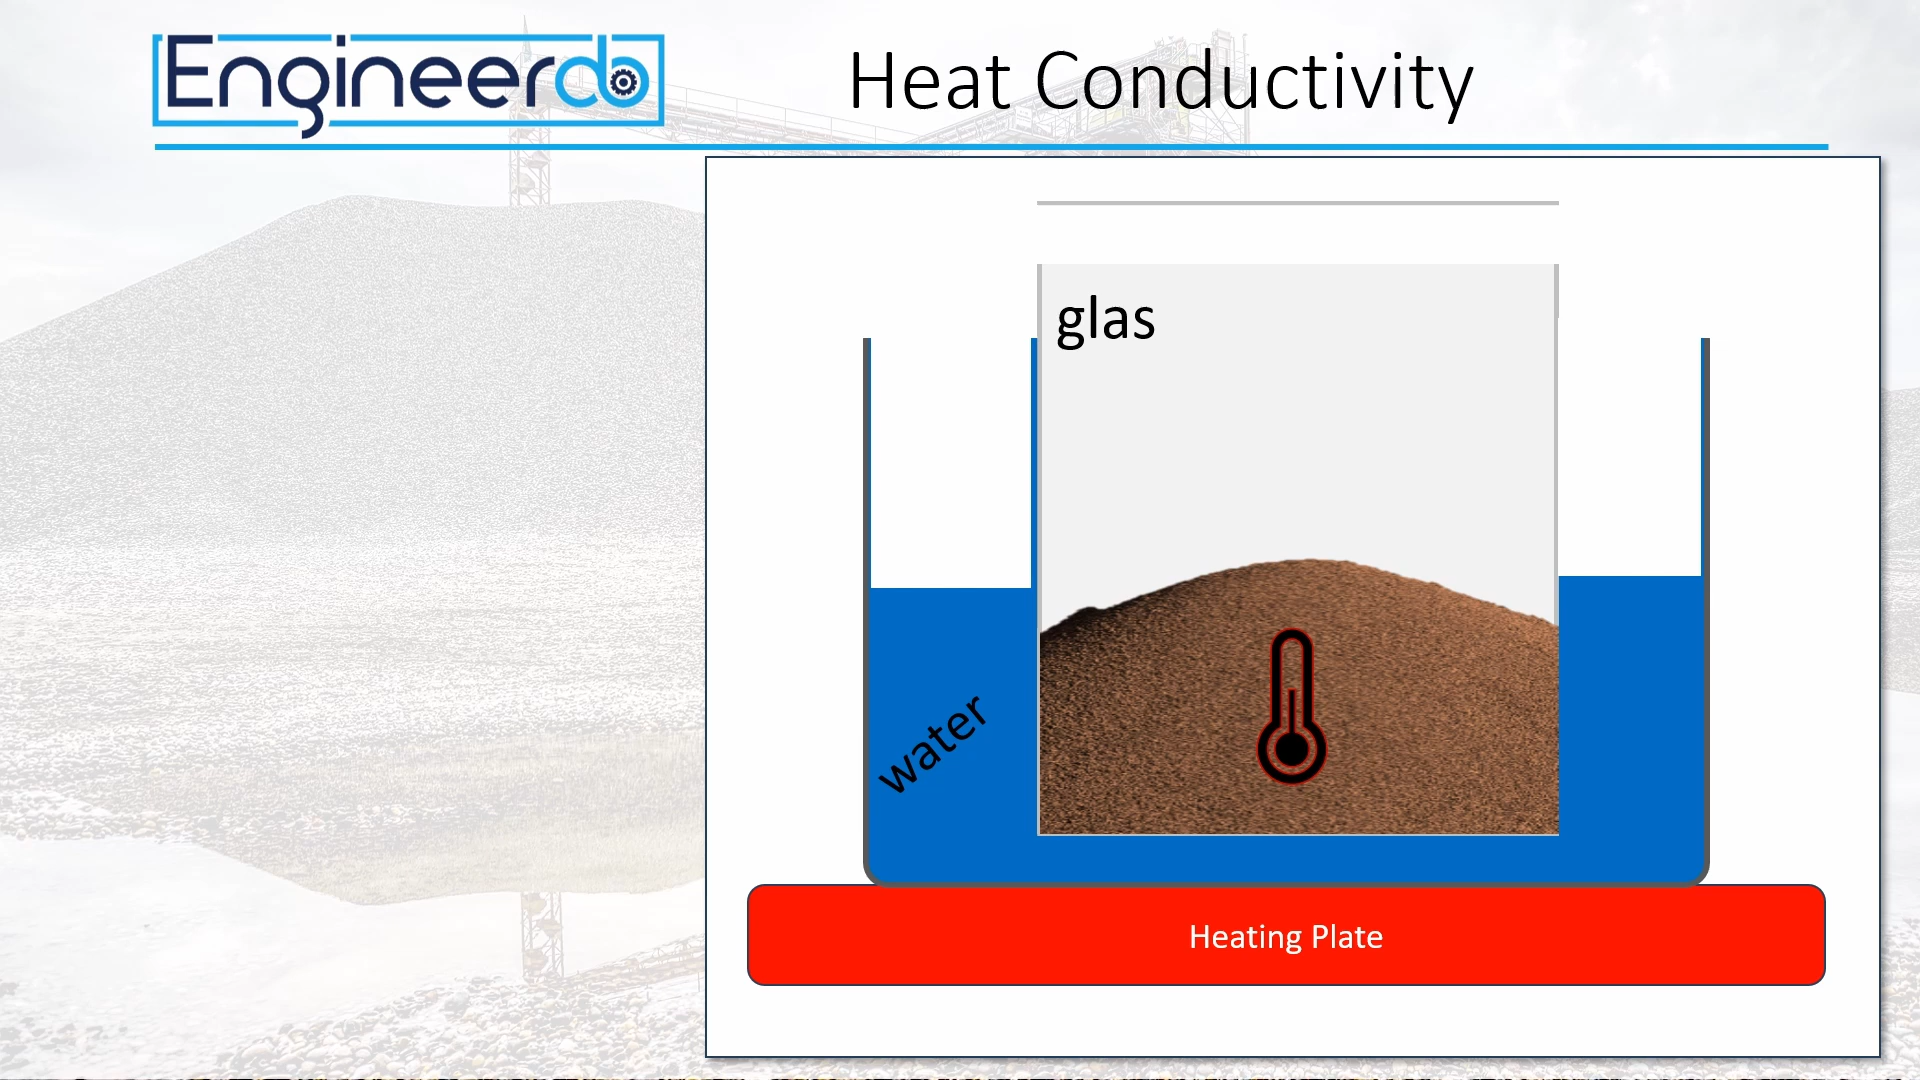 Engineerdo
Heat Conductivity
glas
water
Heating Plate